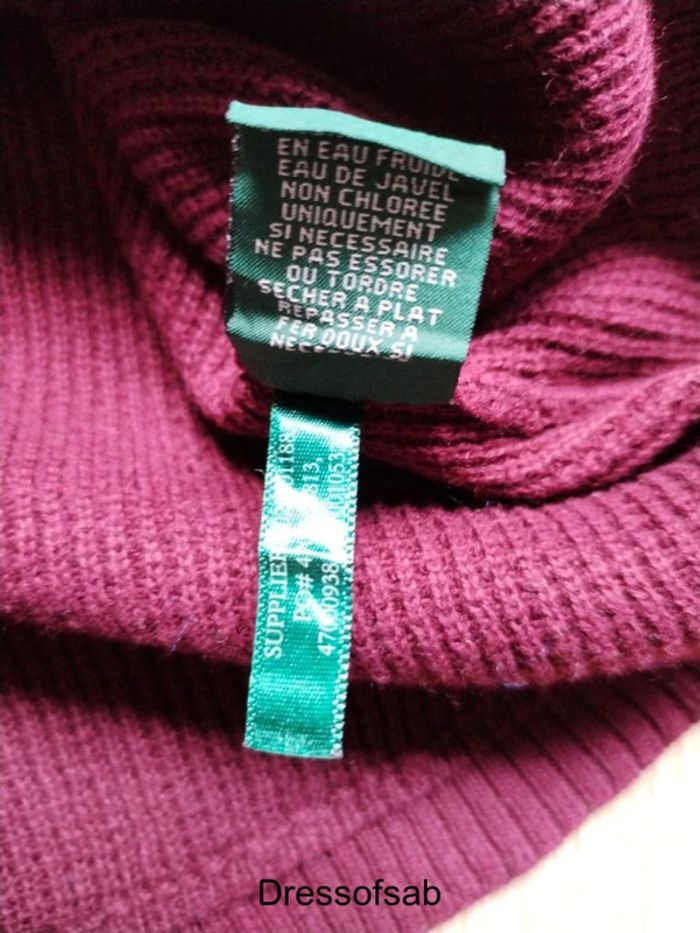 EN EAU FROIDE
EAU DE JAVEL
NON CHLOREE
UNIQUEMENT
SI NECESSAIRE
NE PAS ESSORER
OU TORDRE
SECHER A PLAT
REPASSER A
FER DOUX SI
SUPPLIER
Dressofsab